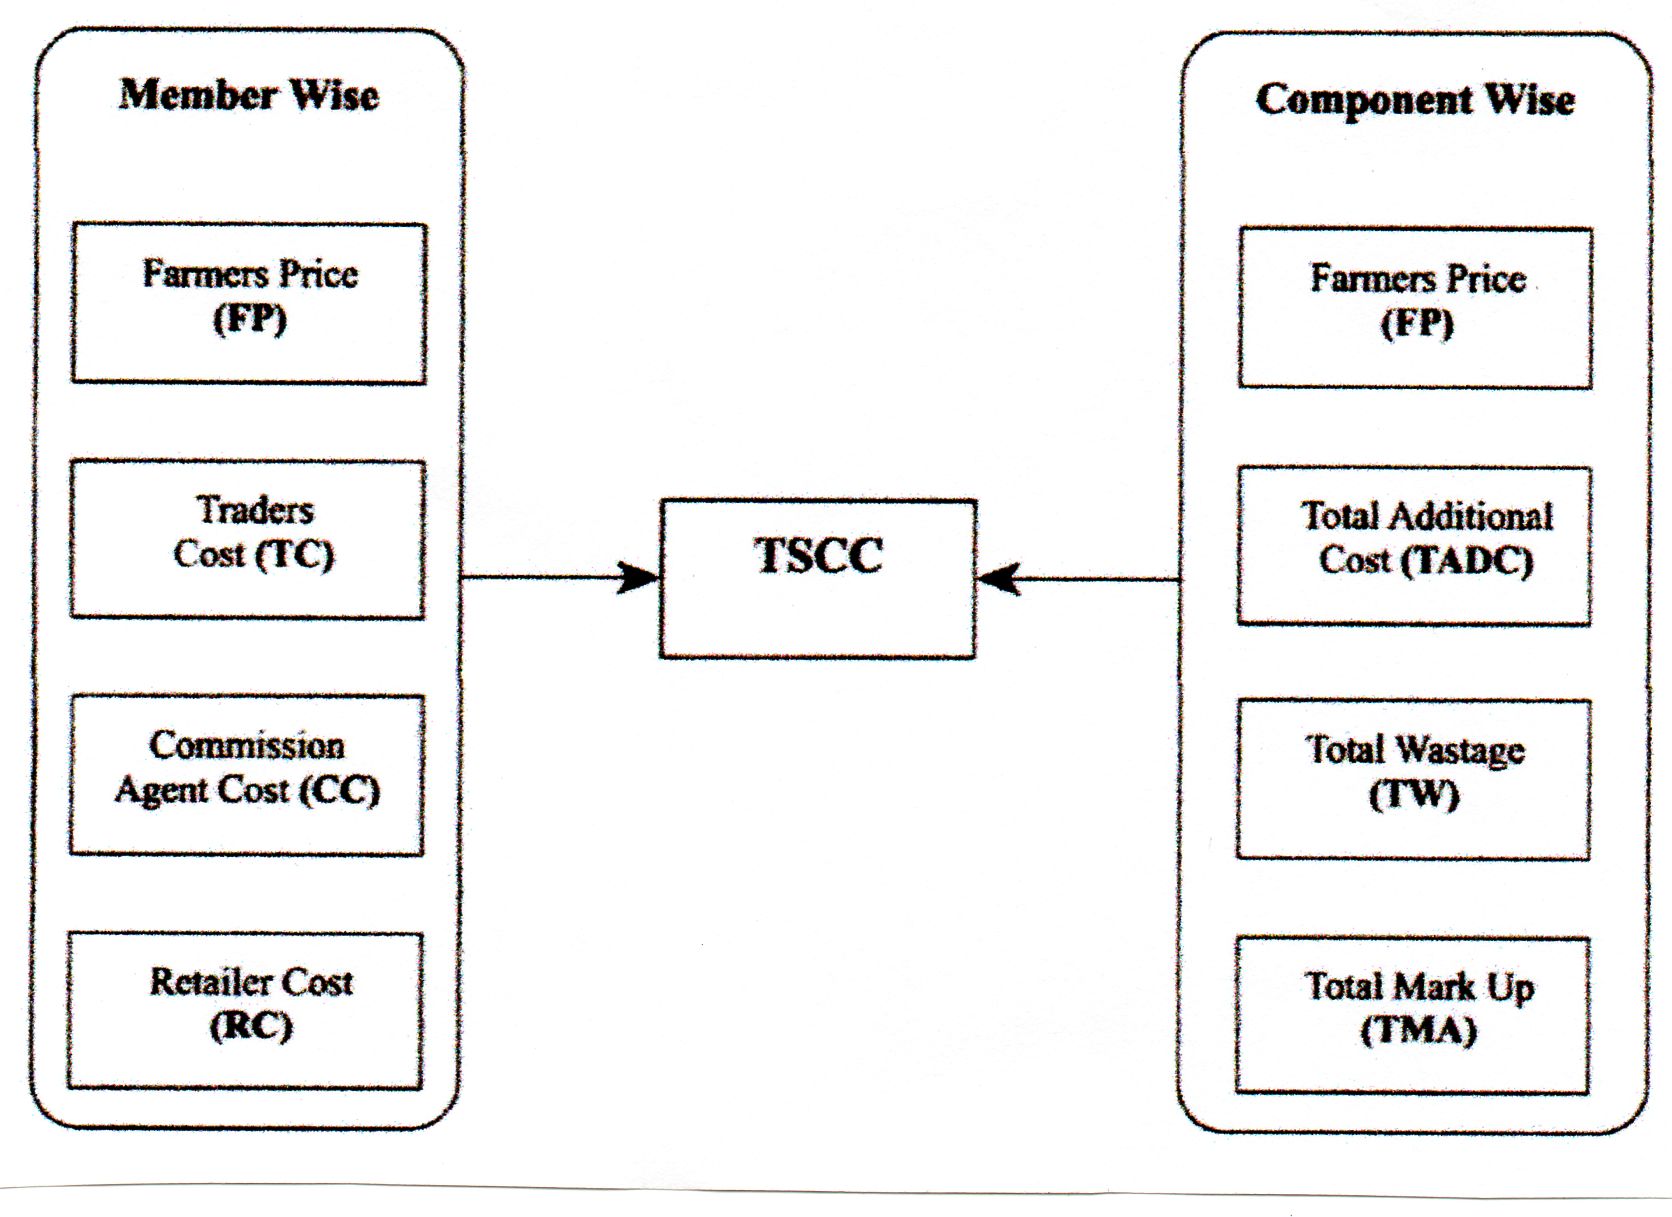 Member Wise
Farmers Price
(FP)
Traders
Cost (TC)
Commission
Agent Cost (CC)
Retailer Cost
(RC)
TSCC
Component Wise
Farmers Price
(FP)
Total Additional
Cost (TADC)
Total Wastage
(TW)
Total Mark Up
(TMA)